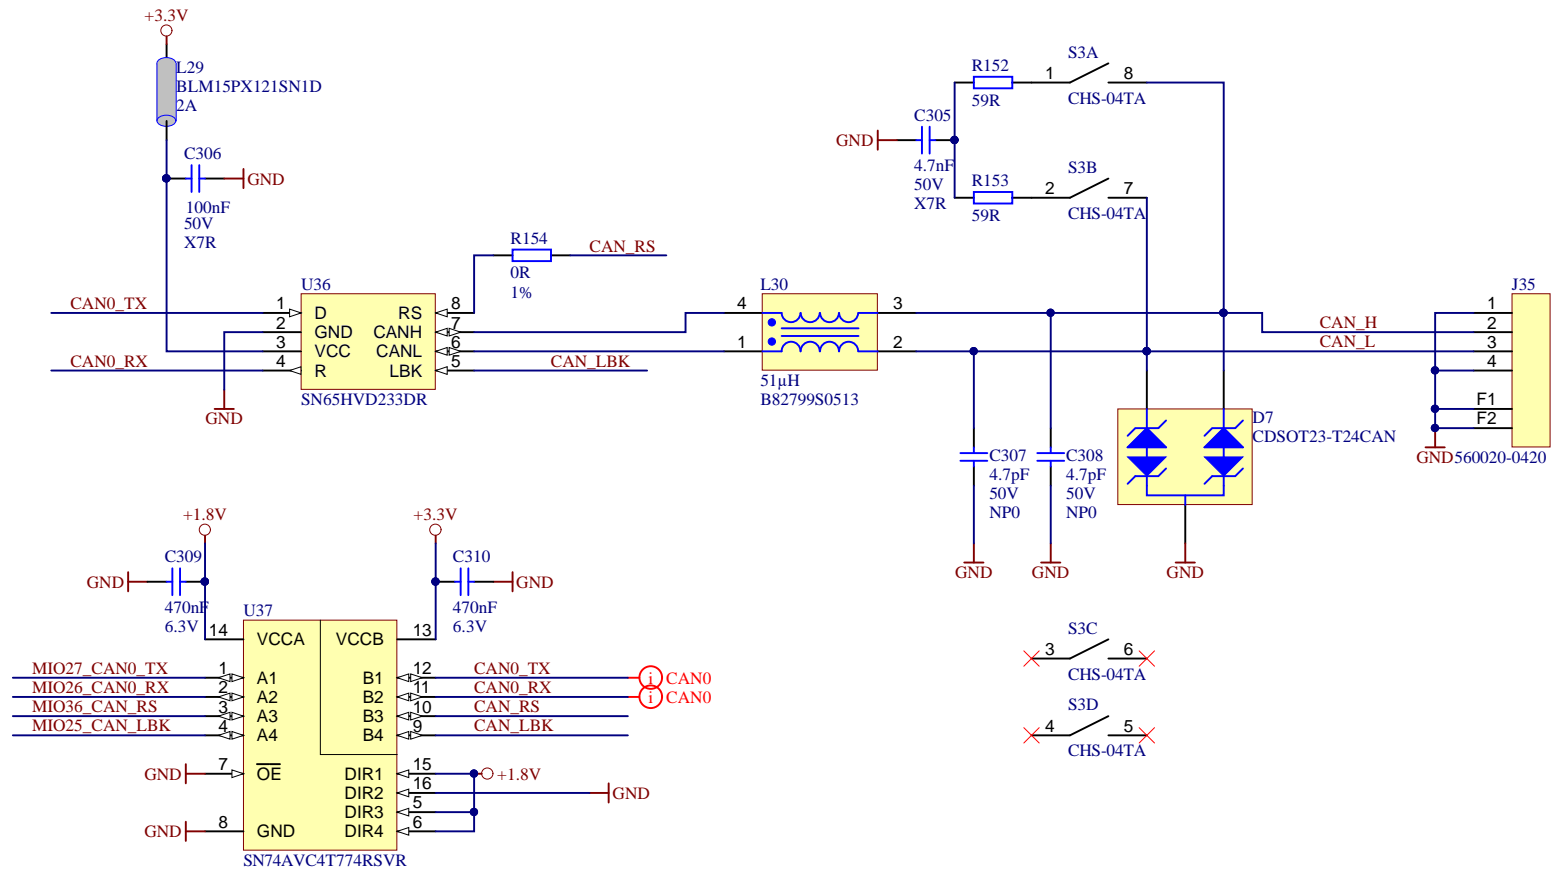 +3.3V
L29
BLM15PX121SN1D
2A
C306
GND
100nF
50V
X7R
S3A
R152
1
8
59R
CHS-04TA
C305
GND
4.7nF
50V
X7R
S3B
R153
2
7
59R
CHS-04TA
R154
CAN_RS
0R
1%
U36
CAN0_TX
1
D
RS
8
2
GND
CANH
7
3
VCC
CANL
6
CAN0_RX
4
R
LBK
5
CAN_LBK
SN65HVD233DR
GND
L30
4
3
1
2
51µH
B82799S0513
J35
1
CAN_H
2
CAN_L
3
4
F1
F2
GND
560020-0420
D7
CDSOT23-T24CAN
C307
4.7pF
50V
NP0
C308
4.7pF
50V
NP0
GND
GND
GND
+1.8V
+3.3V
C309
GND
470nF
6.3V
C310
GND
470nF
6.3V
U37
14
VCCA
VCCB
13
MIO27_CAN0_TX
1
A1
B1
12
CAN0_TX
i
CAN0
MIO26_CAN0_RX
2
A2
B2
11
CAN0_RX
i
CAN0
MIO36_CAN_RS
3
A3
B3
10
CAN_RS
MIO25_CAN_LBK
4
A4
B4
9
CAN_LBK
GND
7
OE
DIR1
15
+1.8V
DIR2
16
GND
DIR3
5
GND
8
GND
DIR4
6
SN74AVC4T774RSVR
S3C
3
6
CHS-04TA
S3D
4
5
CHS-04TA